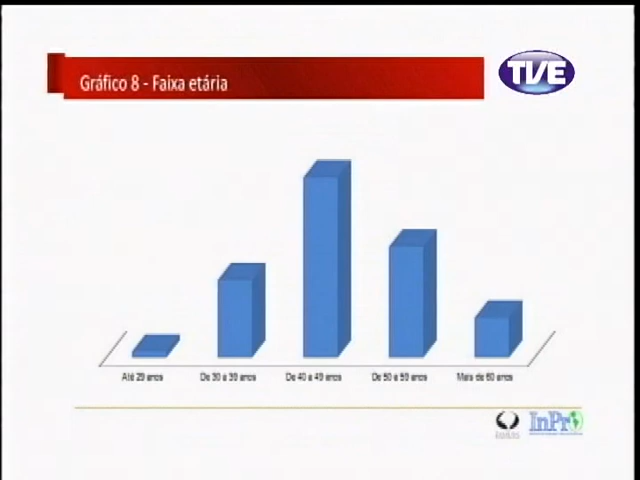 Gráfico 8 - Faixa etária
TVE
Até 29 anos
De 30 a 39 anos
De 40 a 49 anos
De 50 a 59 anos
Mais de 60 anos
InPro